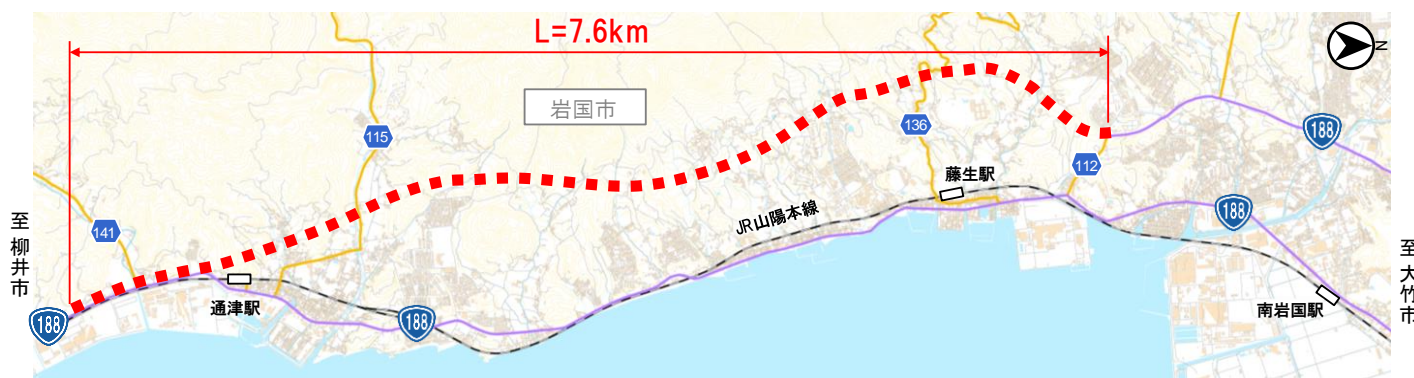 L=7.6km
N
岩国市
188
115
136
112
藤生駅
188
至柳井市
141
JR山陽本線
至大竹市
188
通津駅
188
南岩国駅